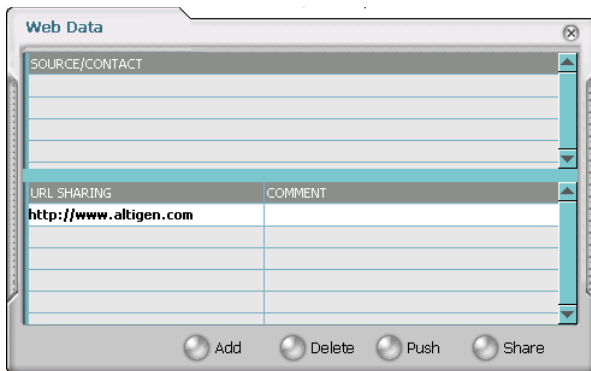 Web Data
SOURCE/CONTACT
URL SHARING COMMENT
http://www.altigen.com
Add Delete Push Share